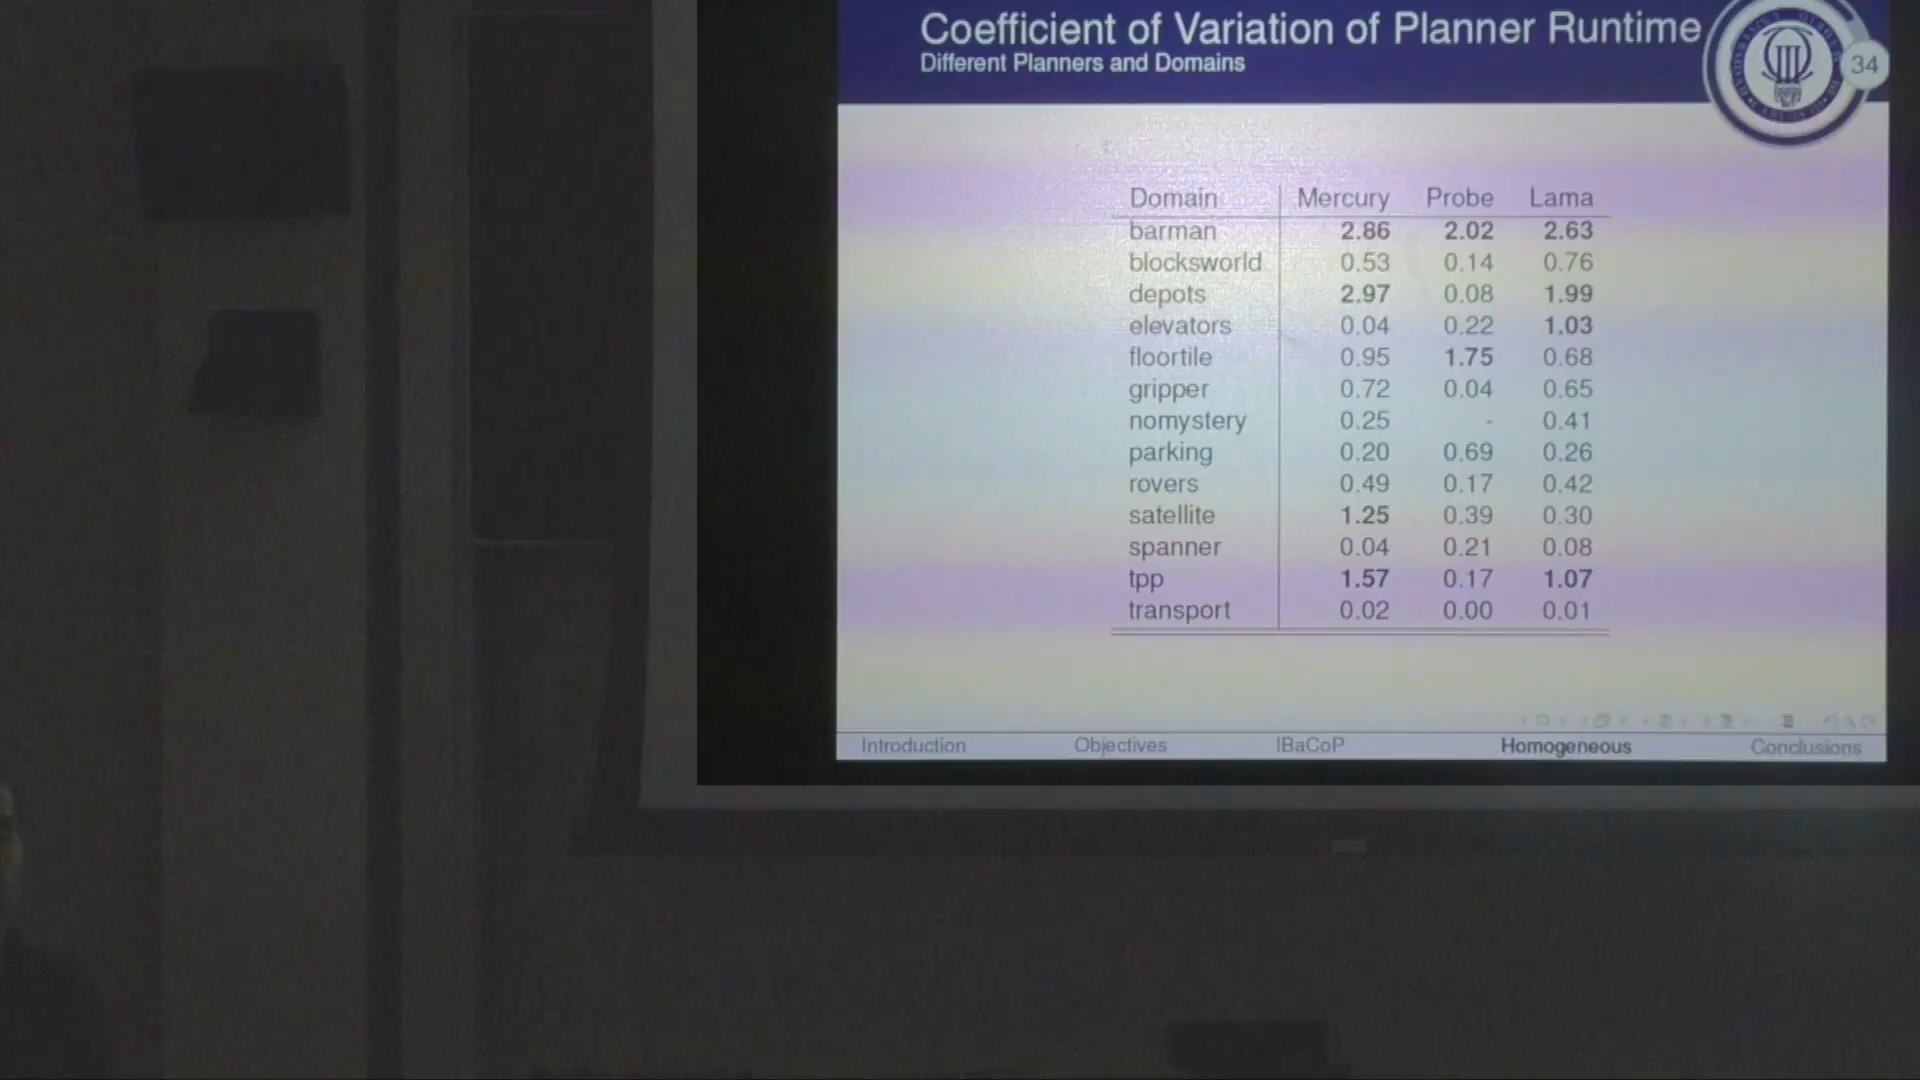 Coefficient of Variation of Planner Runtime
Different Planners and Domains
34
Domain Mercury Probe Lama
barman 2.86 2.02 2.63
blocksworld 0.53 0.14 0.76
depots 2.97 0.08 1.99
elevators 0.04 0.22 1.03
floortile 0.95 1.75 0.68
gripper 0.72 0.04 0.65
nomystery 0.25 - 0.41
parking 0.20 0.69 0.26
rovers 0.49 0.17 0.42
satellite 1.25 0.39 0.30
spanner 0.04 0.21 0.08
tpp 1.57 0.17 1.07
transport 0.02 0.00 0.01
Introduction Objectives IBaCoP Homogeneous Conclusions